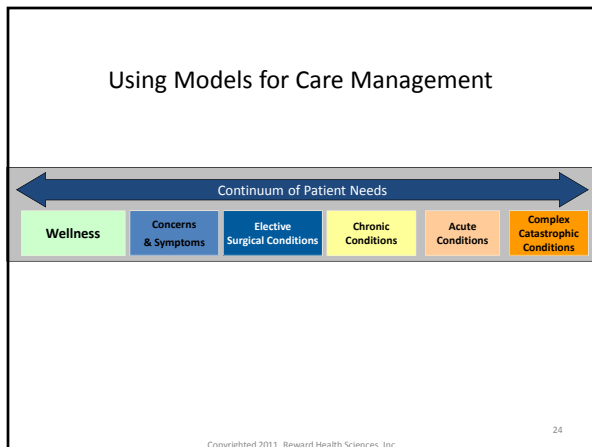 Using Models for Care Management
Continuum of Patient Needs
Wellness
Concerns
& Symptoms
Elective
Surgical Conditions
Chronic
Conditions
Acute
Conditions
Complex
Catastrophic
Conditions
24
Copyrighted 2011, Reward Health Sciences, Inc.